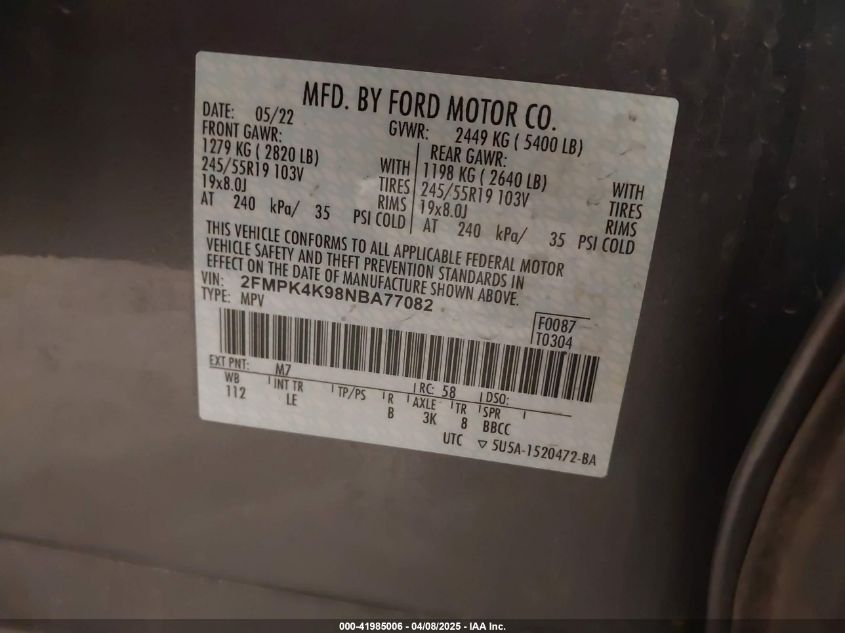 MFD. BY FORD MOTOR CO.
DATE: 05/22 GVWR: 2449 KG ( 5400 LB)
FRONT GAWR: REAR GAWR:
1279 KG ( 2820 LB) WITH 1198 KG ( 2640 LB) WITH
245/55R19 103V TIRES 245/55R19 103V TIRES
19x8.0J RIMS 19x8.0J RIMS
AT 240 kPa/ 35 PSI COLD AT 240 kPa/ 35 PSI COLD
THIS VEHICLE CONFORMS TO ALL APPLICABLE FEDERAL MOTOR
VEHICLE SAFETY AND THEFT PREVENTION STANDARDS IN
EFFECT ON THE DATE OF MANUFACTURE SHOWN ABOVE.
VIN: 2FMPK4K98NBA77082
TYPE: MPV
F0087
T0304
EXT PNT: M7 RC: 58 DSO:
WB INT TR TP/PS R AXLE TR SPR
112 LE B 3K 8 BBCC
UTC ▽ 5U5A-1520472-BA
000-41985006 - 04/08/2025 - IAA Inc.